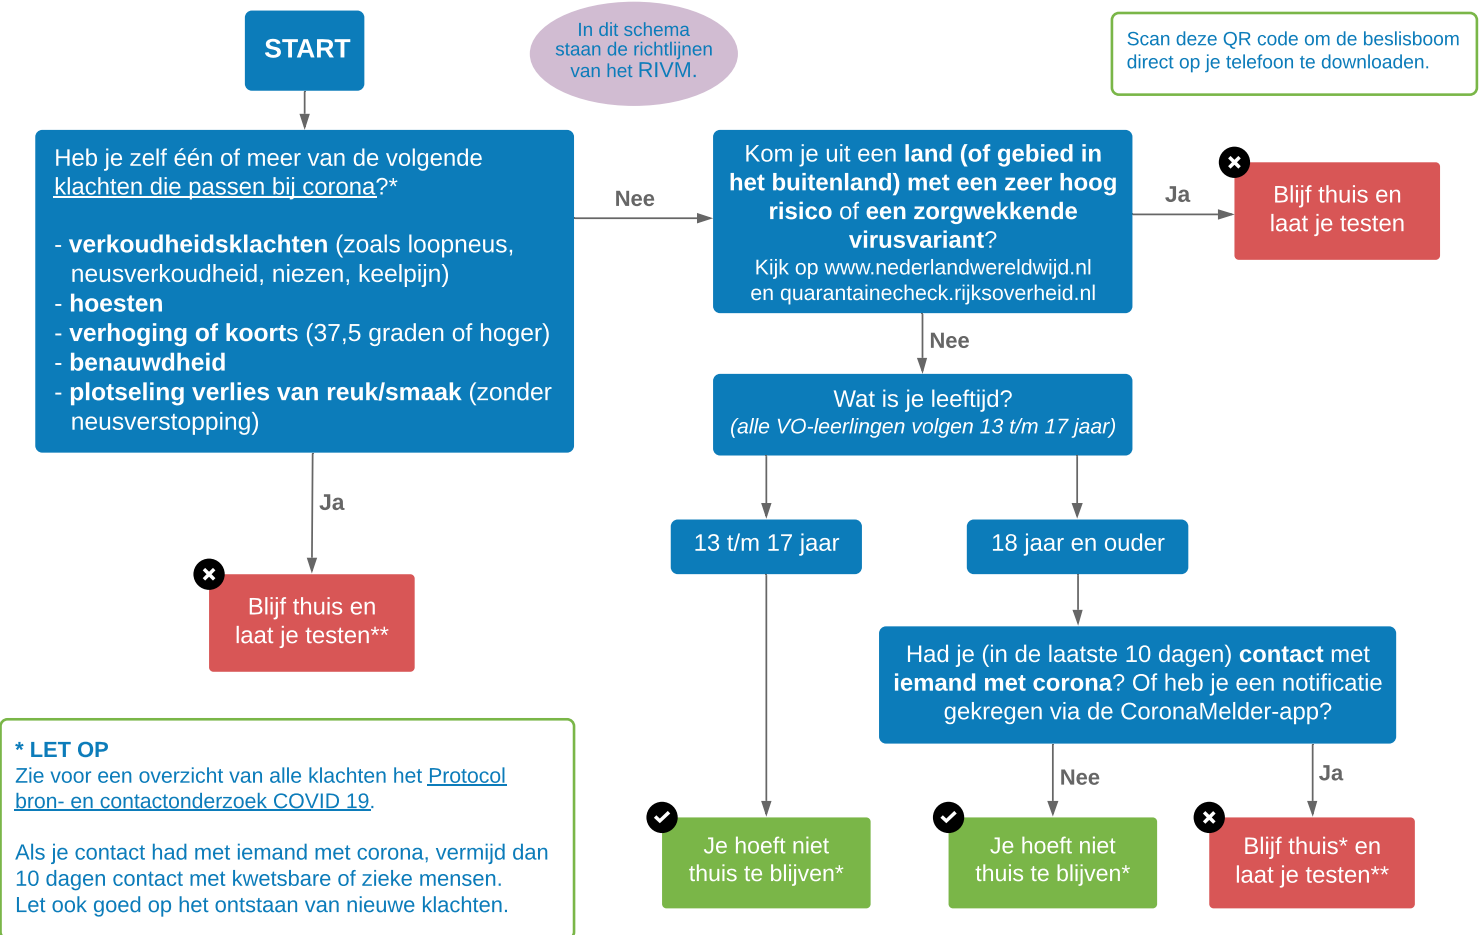 START
In dit schema
staan de richtlijnen
van het RIVM.
Scan deze QR code om de beslisboom
direct op je telefoon te downloaden.
Heb je zelf één of meer van de volgende
klachten die passen bij corona?*
- verkoudheidsklachten (zoals loopneus,
neusverkoudheid, niezen, keelpijn)
- hoesten
- verhoging of koorts (37,5 graden of hoger)
- benauwdheid
- plotseling verlies van reuk/smaak (zonder
neusverstopping)
Nee
Kom je uit een land (of gebied in
het buitenland) met een zeer hoog
risico of een zorgwekkende
virusvariant?
Kijk op www.nederlandwereldwijd.nl
en quarantainecheck.rijksoverheid.nl
Ja
Blijf thuis en
laat je testen
Nee
Wat is je leeftijd?
(alle VO-leerlingen volgen 13 t/m 17 jaar)
Ja
13 t/m 17 jaar
18 jaar en ouder
Blijf thuis en
laat je testen**
Had je (in de laatste 10 dagen) contact met
iemand met corona? Of heb je een notificatie
gekregen via de CoronaMelder-app?
Nee
Ja
* LET OP
Zie voor een overzicht van alle klachten het Protocol
bron- en contactonderzoek COVID 19.
Als je contact had met iemand met corona, vermijd dan
10 dagen contact met kwetsbare of zieke mensen.
Let ook goed op het ontstaan van nieuwe klachten.
Je hoeft niet
thuis te blijven*
Je hoeft niet
thuis te blijven*
Blijf thuis* en
laat je testen**